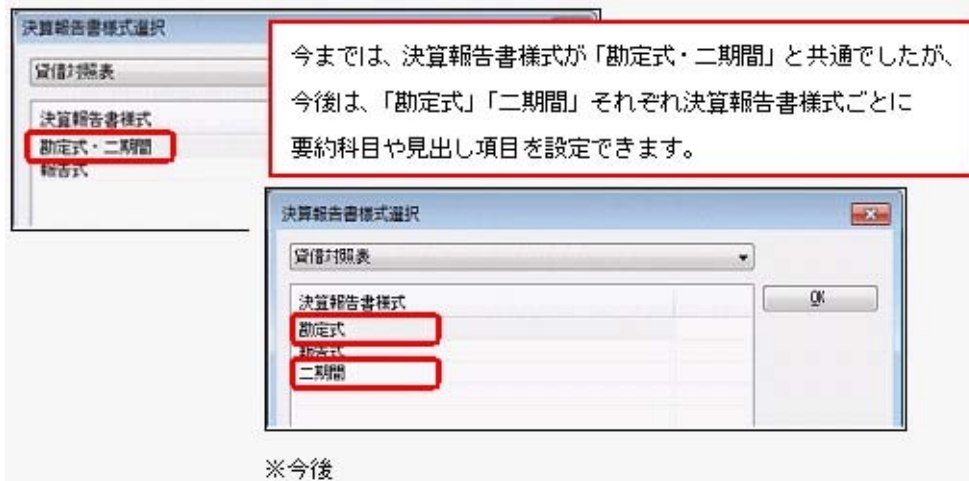 決算報告書様式選択
貸借対照表
決算報告書様式
勘定式・二期間
報告式
今までは、決算報告書様式が「勘定式・二期間」と共通でしたが、
今後は、「勘定式」「二期間」それぞれ決算報告書様式ごとに
要約科目や見出し項目を設定できます。
決算報告書様式選択
貸借対照表
決算報告書様式
OK
勘定式
報告式
二期間
※今後